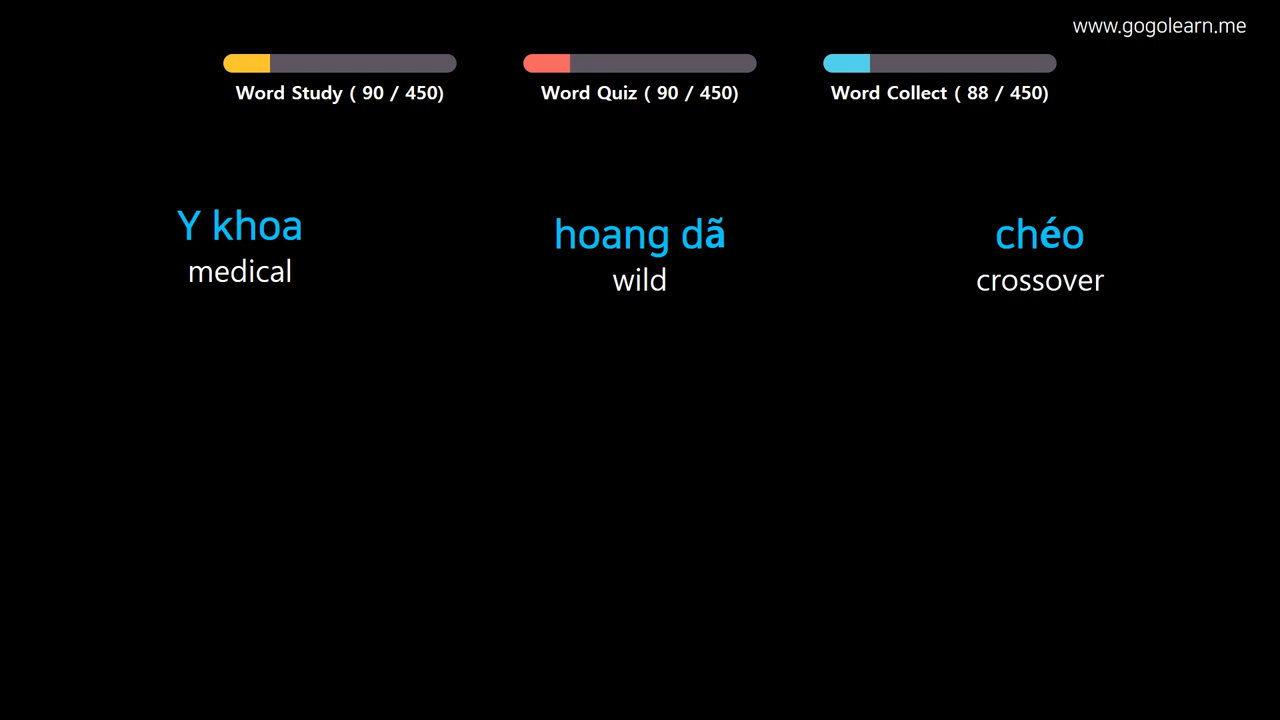 www.gogolearn.me
Word Study ( 90 / 450)
Word Quiz ( 90 / 450)
Word Collect ( 88 / 450)
Y khoa
medical
hoang dã
wild
chéo
crossover